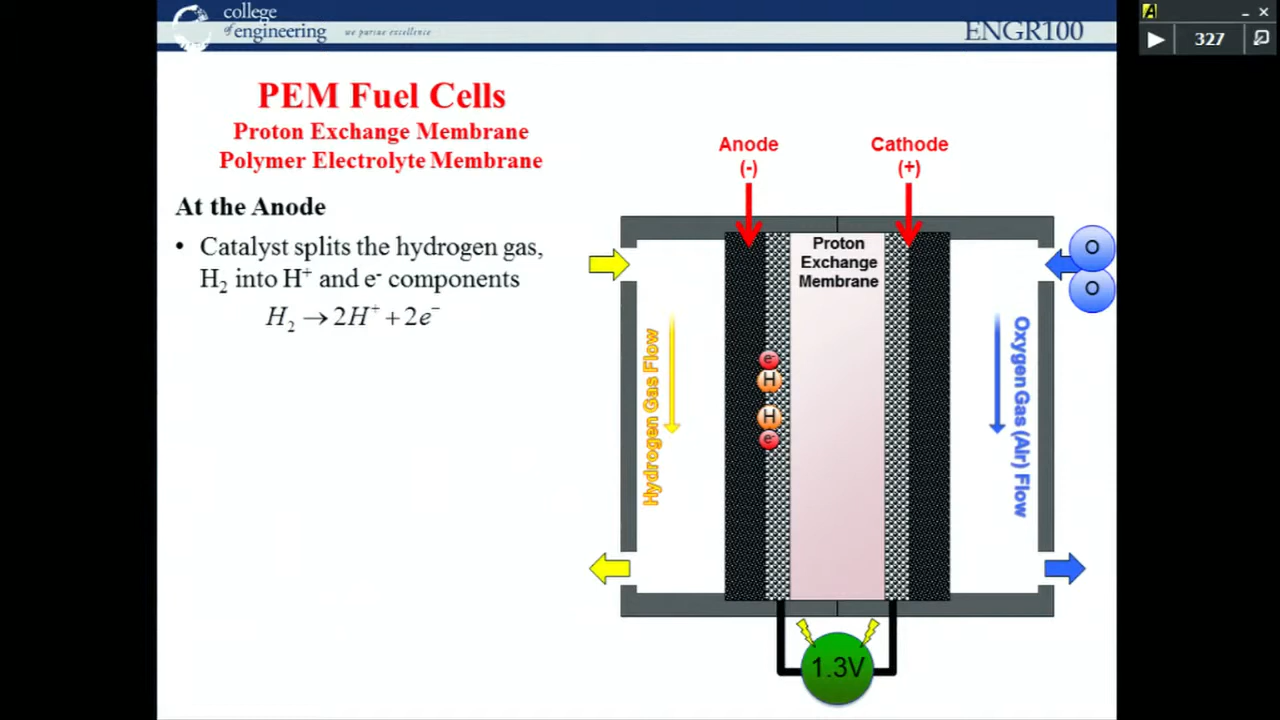 college
of engineering
we pursue excellence
ENGR100
A
327
PEM Fuel Cells
Proton Exchange Membrane
Polymer Electrolyte Membrane
At the Anode
• Catalyst splits the hydrogen gas,
H₂ into H⁺ and e⁻ components
H₂ → 2H⁺ + 2e⁻
Anode
(-)
Cathode
(+)
Proton
Exchange
Membrane
O
O
Hydrogen Gas Flow
Oxygen Gas (Air) Flow
e⁻
H
H
e⁻
1.3V